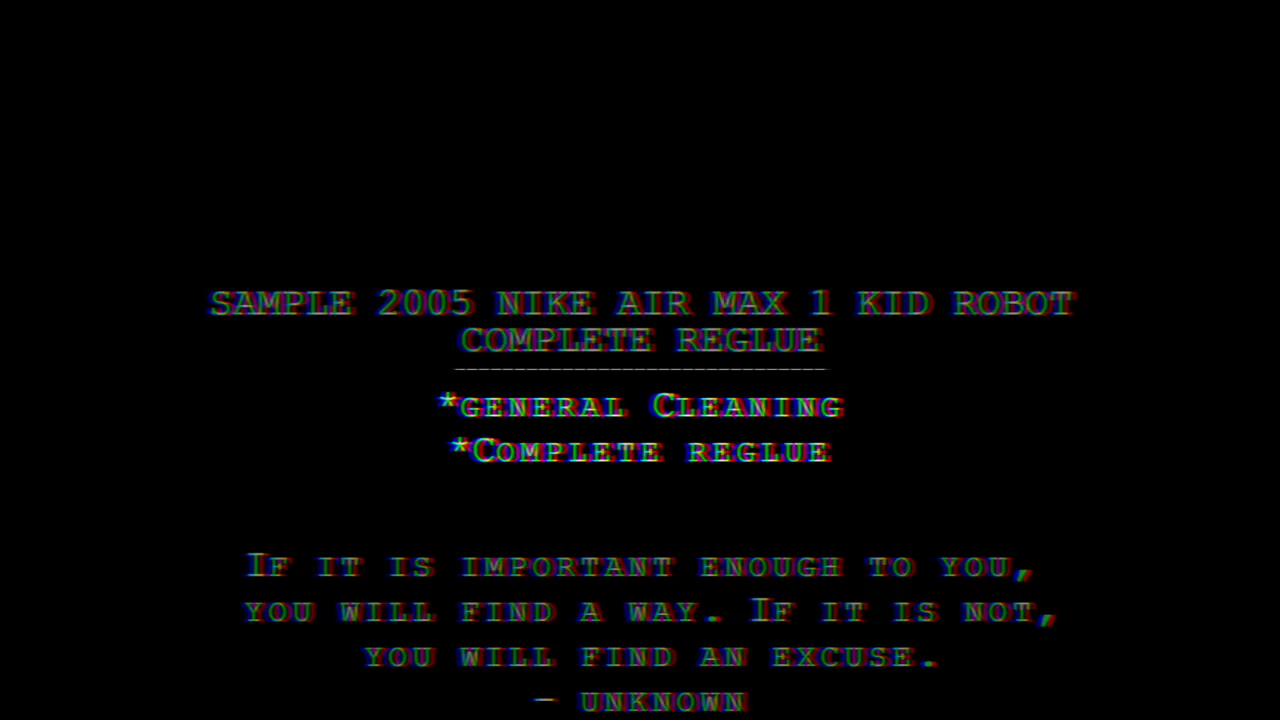 SAMPLE 2005 NIKE AIR MAX 1 KID ROBOT
COMPLETE REGLUE
*GENERAL CLEANING
*COMPLETE REGLUE
IF IT IS IMPORTANT ENOUGH TO YOU,
YOU WILL FIND A WAY. IF IT IS NOT,
YOU WILL FIND AN EXCUSE.
— UNKNOWN